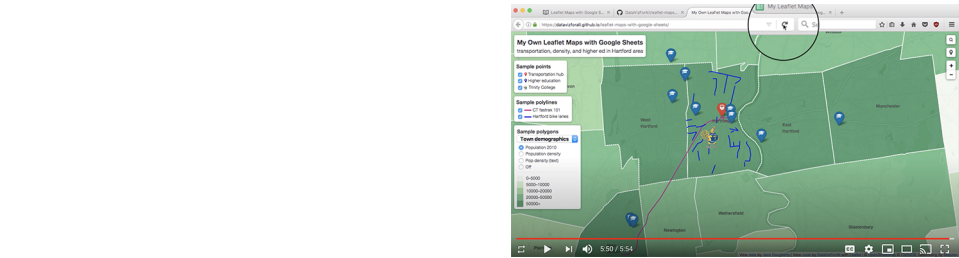 My Leaflet Maps
Leaflet Maps with Google S...
DataVizForAll/leaflet-maps...
My Own Leaflet Maps with Goo...
https://datavizforall.github.io/leaflet-maps-with-google-sheets/
My Own Leaflet Maps with Google Sheets
transportation, density, and higher ed in Hartford area
Sample points
Transportation hub
Higher education
Trinity College
Sample polylines
CT fastrak 101
Hartford bike lanes
Sample polygons
Town demographics
Population 2010
Population density
Pop density (text)
Off
0–5000
5000–10000
10000–20000
20000–50000
50000+
West
Hartford
East
Hartford
Manchester
Wethersfield
Newington
Glastonbury
5:50 / 5:54
CC